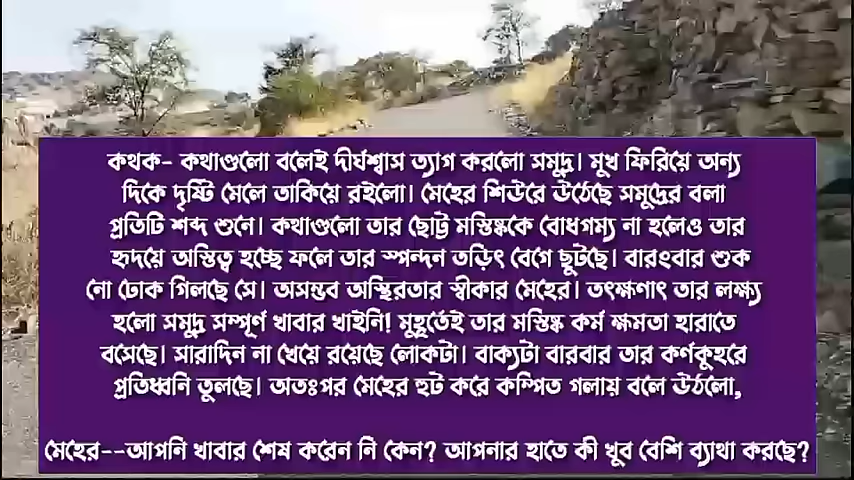 কথক- কথাগুলো বলেই দীর্ঘশ্বাস ত্যাগ করলো সমুদ্র। মুখ ফিরিয়ে অন্য
দিকে দৃষ্টি মেলে তাকিয়ে রইলো। মেহের শিউরে উঠেছে সমুদ্রের বলা
প্রতিটি শব্দ শুনে। কথাগুলো তার ছোট্ট মস্তিষ্ককে বোধগম্য না হলেও তার
হৃদয়ে অস্তিত্ব হচ্ছে ফলে তার স্পন্দন তড়িৎ বেগে ছুটছে। বারংবার শুক
নো ঢোক গিলছে সে। অসম্ভব অস্থিরতার স্বীকার মেহের। তৎক্ষণাৎ তার লক্ষ্য
হলো সমুদ্র সম্পূর্ণ খাবার খাইনি! মুহূর্তেই তার মস্তিষ্ক কর্ম ক্ষমতা হারাতে
বসেছে। সারাদিন না খেয়ে রয়েছে লোকটা। বাক্যটা বারবার তার কর্ণকুহরে
প্রতিধ্বনি তুলছে। অতঃপর মেহের হুট করে কম্পিত গলায় বলে উঠলো,
মেহের--আপনি খাবার শেষ করেন নি কেন? আপনার হাতে কী খুব বেশি ব্যাথা করছে?